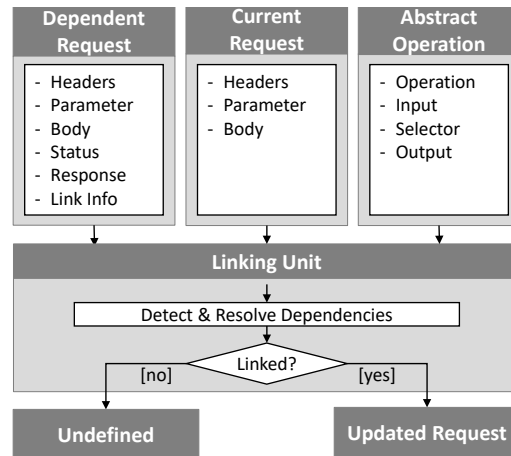 Dependent
Request
- Headers
- Parameter
- Body
- Status
- Response
- Link Info
Current
Request
- Headers
- Parameter
- Body
Abstract
Operation
- Operation
- Input
- Selector
- Output
Linking Unit
Detect & Resolve Dependencies
Linked?
[no]
[yes]
Undefined
Updated Request